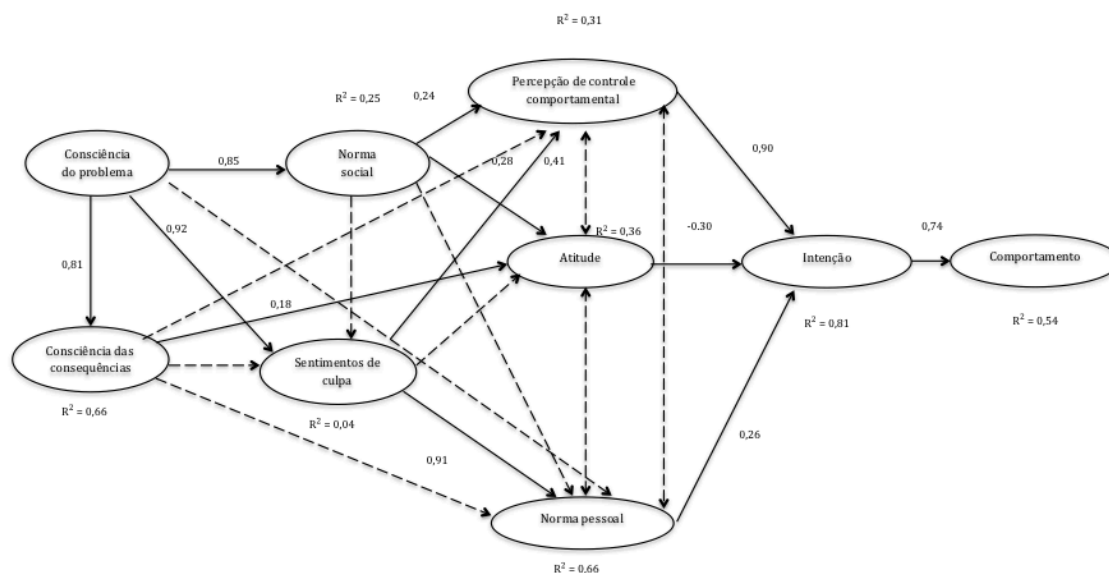 R² = 0,31
Percepção de controle
comportamental
R² = 0,25
0,24
Consciência
do problema
0,85
Norma
social
0,28
0,41
0,90
0,92
R² = 0,36
-0.30
0,74
Atitude
Intenção
Comportamento
0,81
0,18
R² = 0,81
R² = 0,54
Consciência das
consequências
Sentimentos de
culpa
R² = 0,66
R² = 0,04
0,26
0,91
Norma pessoal
R² = 0,66